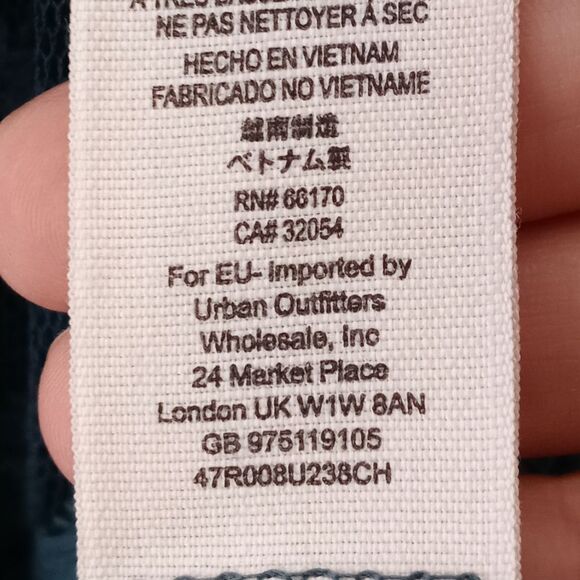 NE PAS NETTOYER À SEC
HECHO EN VIETNAM
FABRICADO NO VIETNAME
越南制造
ベトナム製
RN# 66170
CA# 32054
For EU- Imported by
Urban Outfitters
Wholesale, Inc
24 Market Place
London UK W1W 8AN
GB 975119105
47R008U238CH